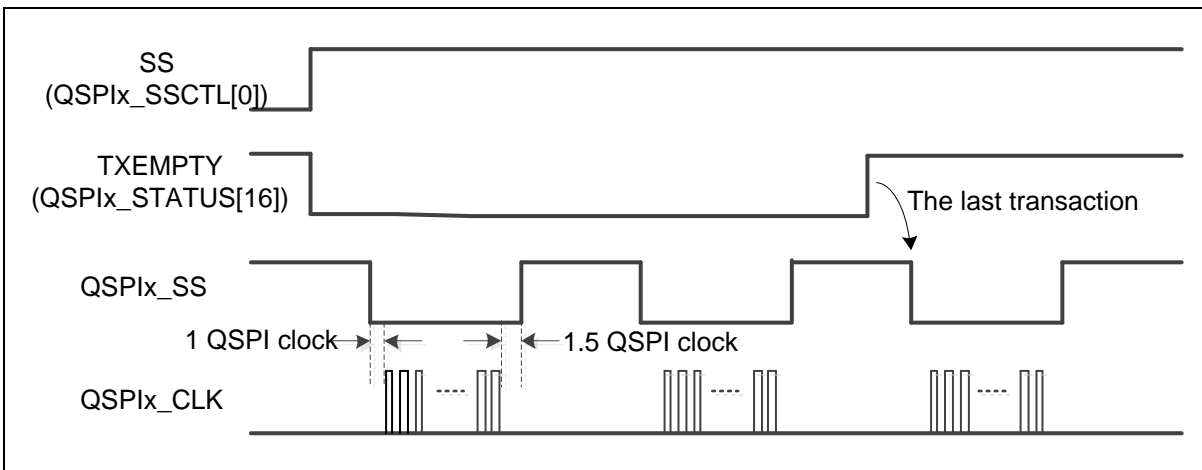 SS
(QSPIx_SSCTL[0])
TXEMPTY
(QSPIx_STATUS[16])
The last transaction
QSPIx_SS
1 QSPI clock
1.5 QSPI clock
QSPIx_CLK